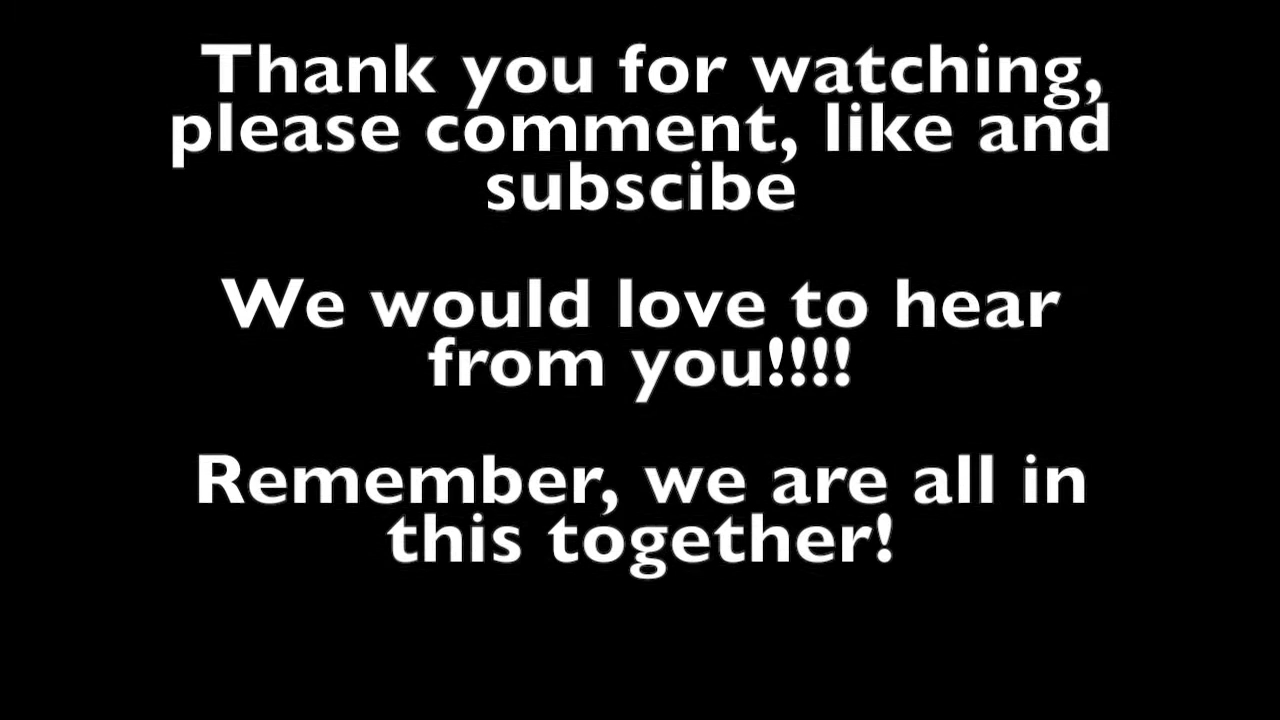 Thank you for watching,
please comment, like and
subscibe
We would love to hear
from you!!!!
Remember, we are all in
this together!